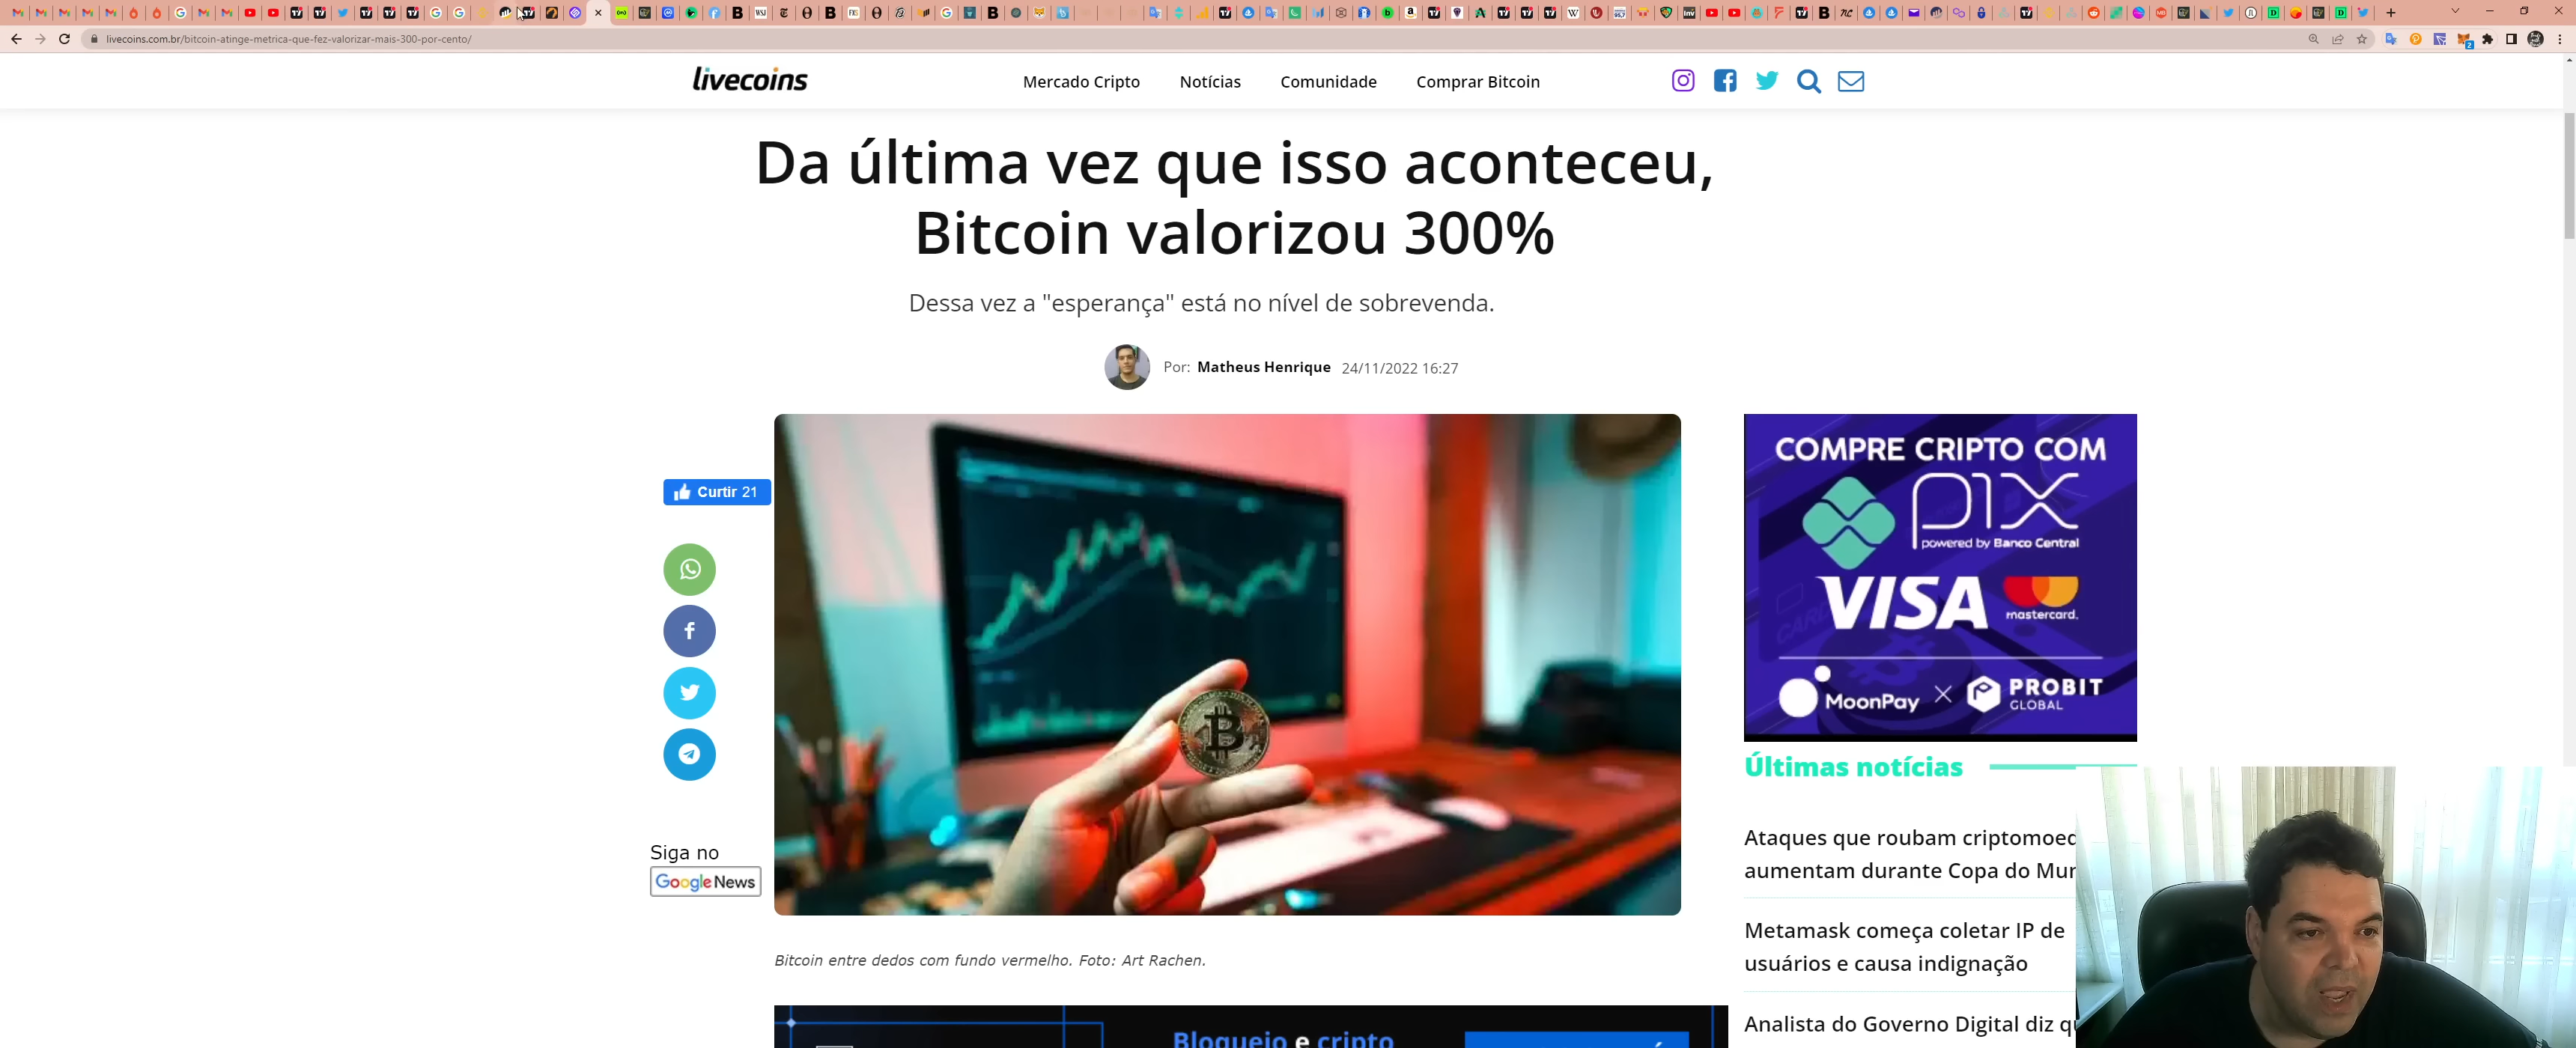 livecoins.com.br/bitcoin-atinge-metrica-que-fez-valorizar-mais-300-por-cento/
livecoins
Mercado Cripto
Notícias
Comunidade
Comprar Bitcoin
Da última vez que isso aconteceu,
Bitcoin valorizou 300%
Dessa vez a "esperança" está no nível de sobrevenda.
Por: Matheus Henrique 24/11/2022 16:27
Curtir 21
Siga no
Google News
Bitcoin entre dedos com fundo vermelho. Foto: Art Rachen.
Bloqueio e cripto
COMPRE CRIPTO COM
PIX
powered by Banco Central
VISA
mastercard.
MoonPay X PROBIT
GLOBAL
Últimas notícias
Ataques que roubam criptomoed
aumentam durante Copa do Mun
Metamask começa coletar IP de
usuários e causa indignação
Analista do Governo Digital diz qu